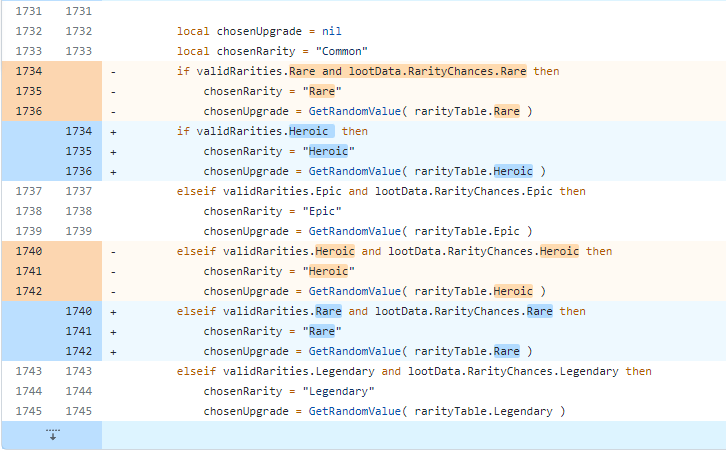 1731 1731
1732 1732 local chosenUpgrade = nil
1733 1733 local chosenRarity = "Common"
1734 - if validRarities.Rare and lootData.RarityChances.Rare then
1735 - chosenRarity = "Rare"
1736 - chosenUpgrade = GetRandomValue( rarityTable.Rare )
1734 + if validRarities.Heroic  then
1735 + chosenRarity = "Heroic"
1736 + chosenUpgrade = GetRandomValue( rarityTable.Heroic )
1737 1737 elseif validRarities.Epic and lootData.RarityChances.Epic then
1738 1738 chosenRarity = "Epic"
1739 1739 chosenUpgrade = GetRandomValue( rarityTable.Epic )
1740 - elseif validRarities.Heroic and lootData.RarityChances.Heroic then
1741 - chosenRarity = "Heroic"
1742 - chosenUpgrade = GetRandomValue( rarityTable.Heroic )
1740 + elseif validRarities.Rare and lootData.RarityChances.Rare then
1741 + chosenRarity = "Rare"
1742 + chosenUpgrade = GetRandomValue( rarityTable.Rare )
1743 1743 elseif validRarities.Legendary and lootData.RarityChances.Legendary then
1744 1744 chosenRarity = "Legendary"
1745 1745 chosenUpgrade = GetRandomValue( rarityTable.Legendary )